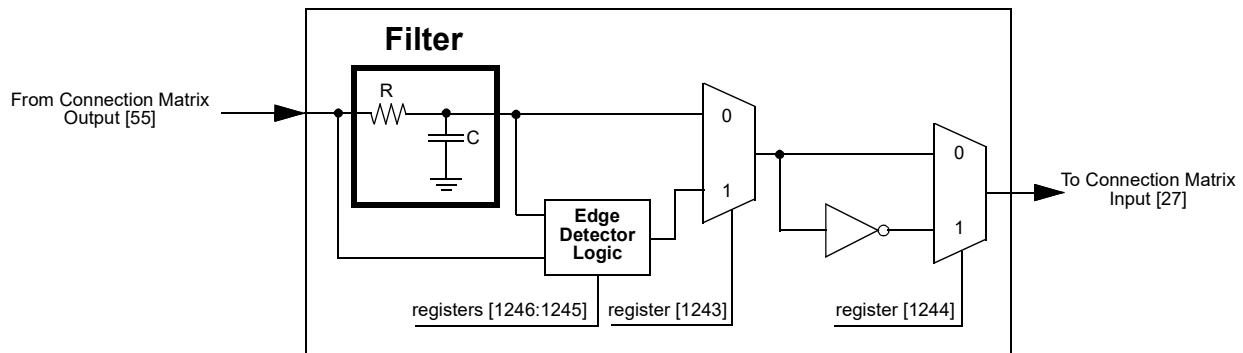 Filter
From Connection Matrix
Output [55]
R
C
0
1
Edge
Detector
Logic
0
1
To Connection Matrix
Input [27]
registers [1246:1245]
register [1243]
register [1244]